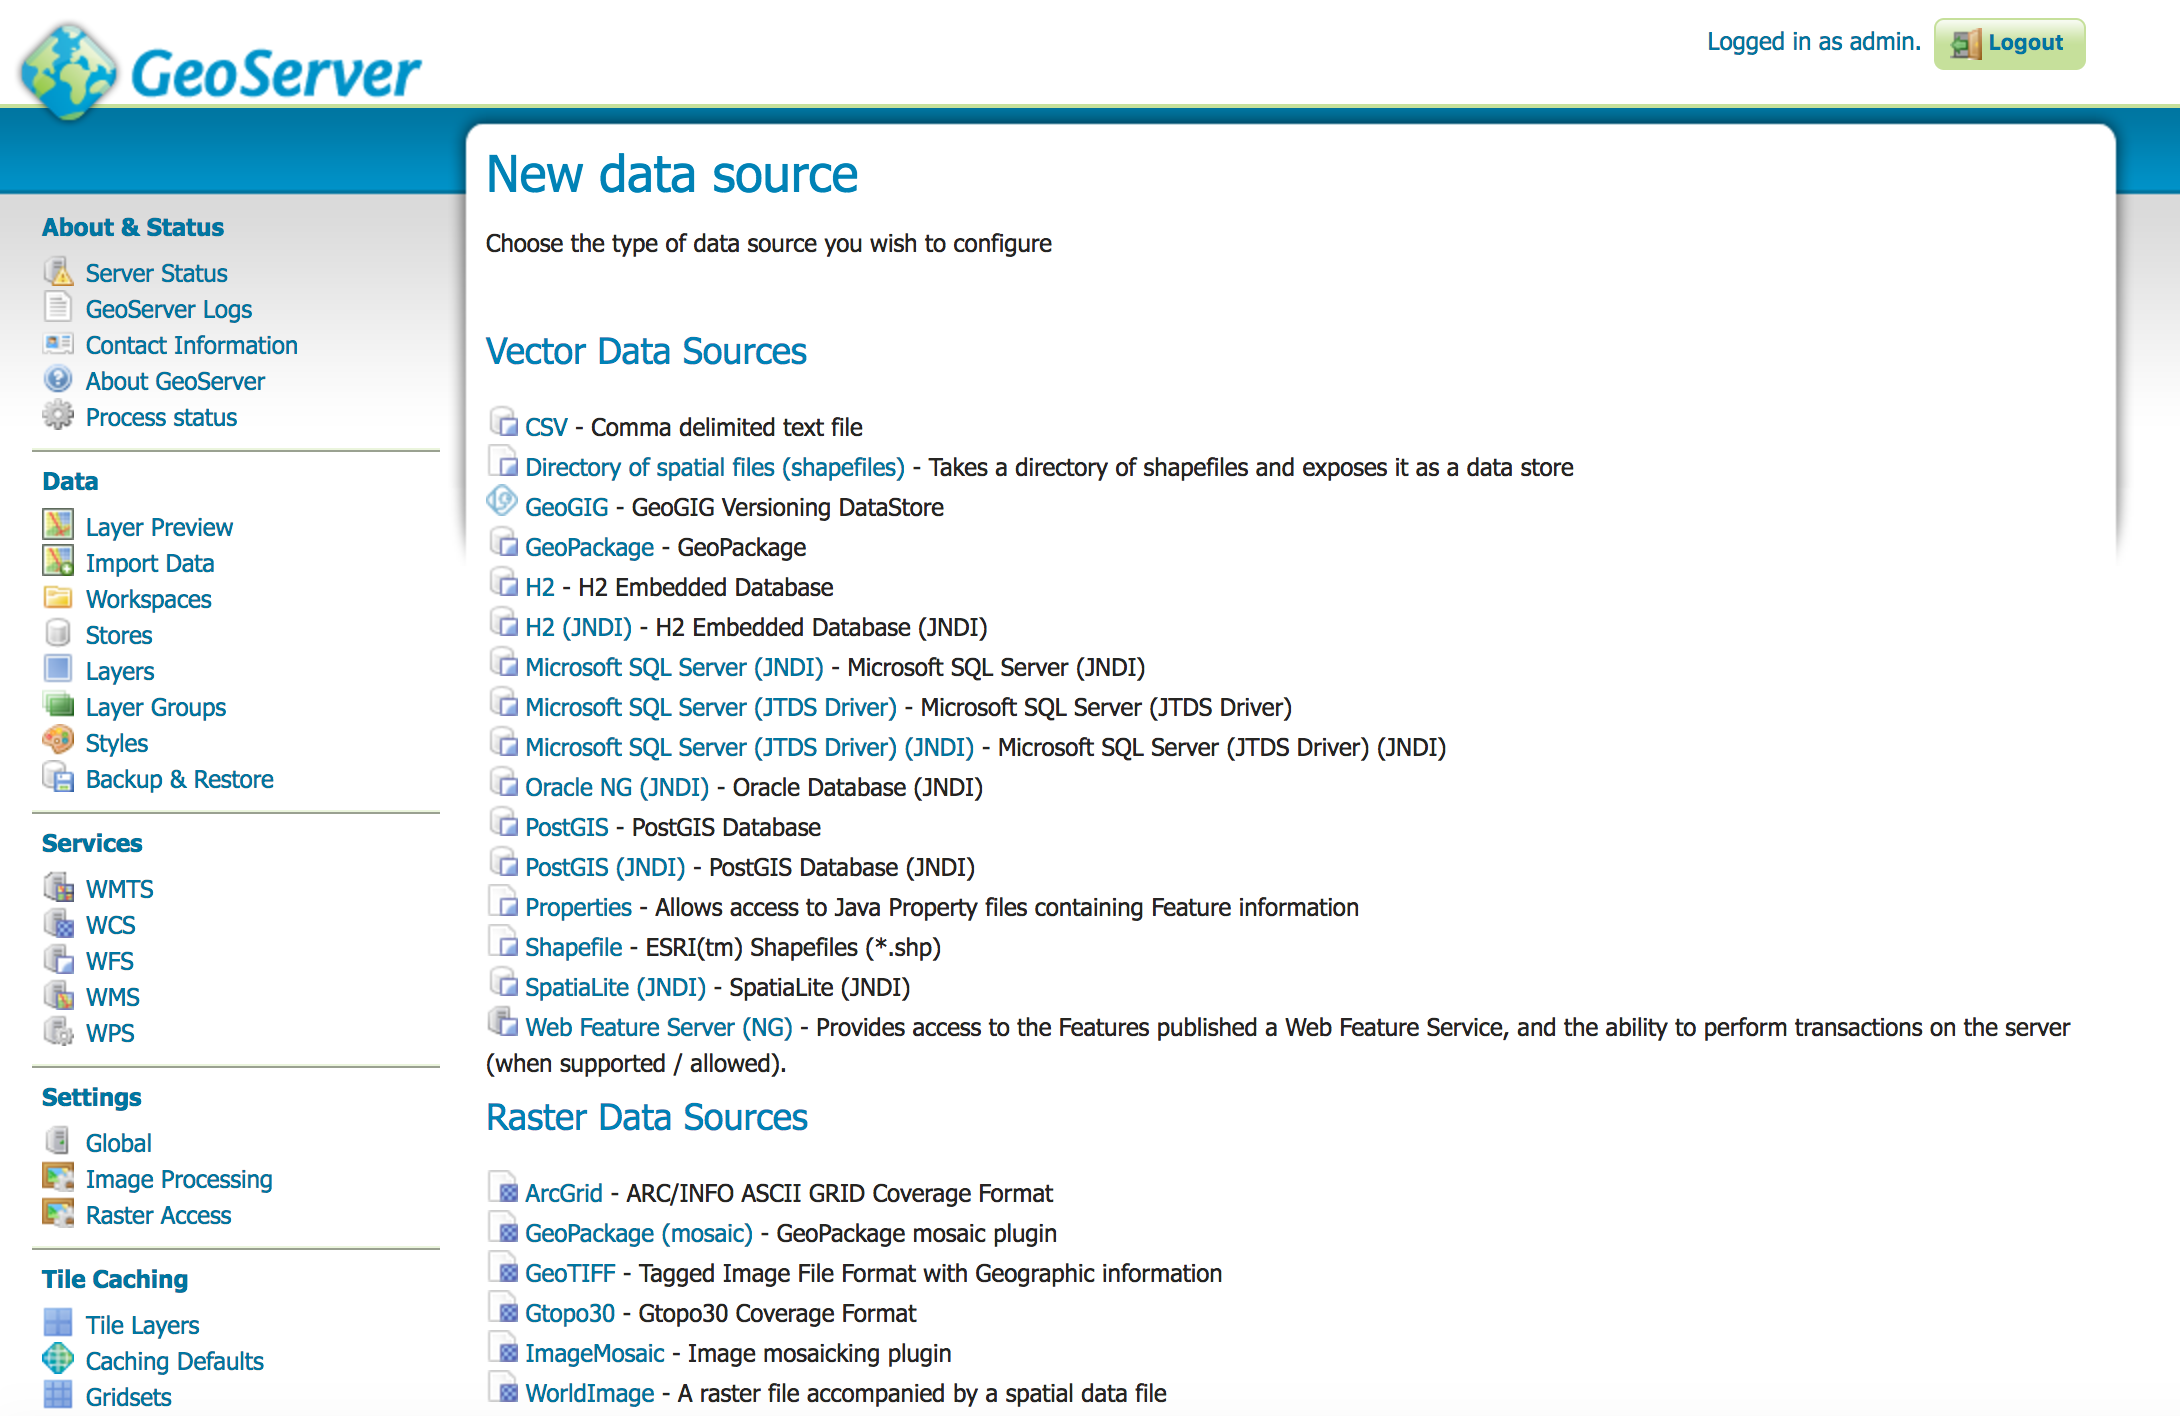 GeoServer
Logged in as admin.
Logout
About & Status
Server Status
GeoServer Logs
Contact Information
About GeoServer
Process status
Data
Layer Preview
Import Data
Workspaces
Stores
Layers
Layer Groups
Styles
Backup & Restore
Services
WMTS
WCS
WFS
WMS
WPS
Settings
Global
Image Processing
Raster Access
Tile Caching
Tile Layers
Caching Defaults
Gridsets
New data source
Choose the type of data source you wish to configure
Vector Data Sources
CSV - Comma delimited text file
Directory of spatial files (shapefiles) - Takes a directory of shapefiles and exposes it as a data store
GeoGIG - GeoGIG Versioning DataStore
GeoPackage - GeoPackage
H2 - H2 Embedded Database
H2 (JNDI) - H2 Embedded Database (JNDI)
Microsoft SQL Server (JNDI) - Microsoft SQL Server (JNDI)
Microsoft SQL Server (JTDS Driver) - Microsoft SQL Server (JTDS Driver)
Microsoft SQL Server (JTDS Driver) (JNDI) - Microsoft SQL Server (JTDS Driver) (JNDI)
Oracle NG (JNDI) - Oracle Database (JNDI)
PostGIS - PostGIS Database
PostGIS (JNDI) - PostGIS Database (JNDI)
Properties - Allows access to Java Property files containing Feature information
Shapefile - ESRI(tm) Shapefiles (*.shp)
SpatiaLite (JNDI) - SpatiaLite (JNDI)
Web Feature Server (NG) - Provides access to the Features published a Web Feature Service, and the ability to perform transactions on the server
(when supported / allowed).
Raster Data Sources
ArcGrid - ARC/INFO ASCII GRID Coverage Format
GeoPackage (mosaic) - GeoPackage mosaic plugin
GeoTIFF - Tagged Image File Format with Geographic information
Gtopo30 - Gtopo30 Coverage Format
ImageMosaic - Image mosaicking plugin
WorldImage - A raster file accompanied by a spatial data file